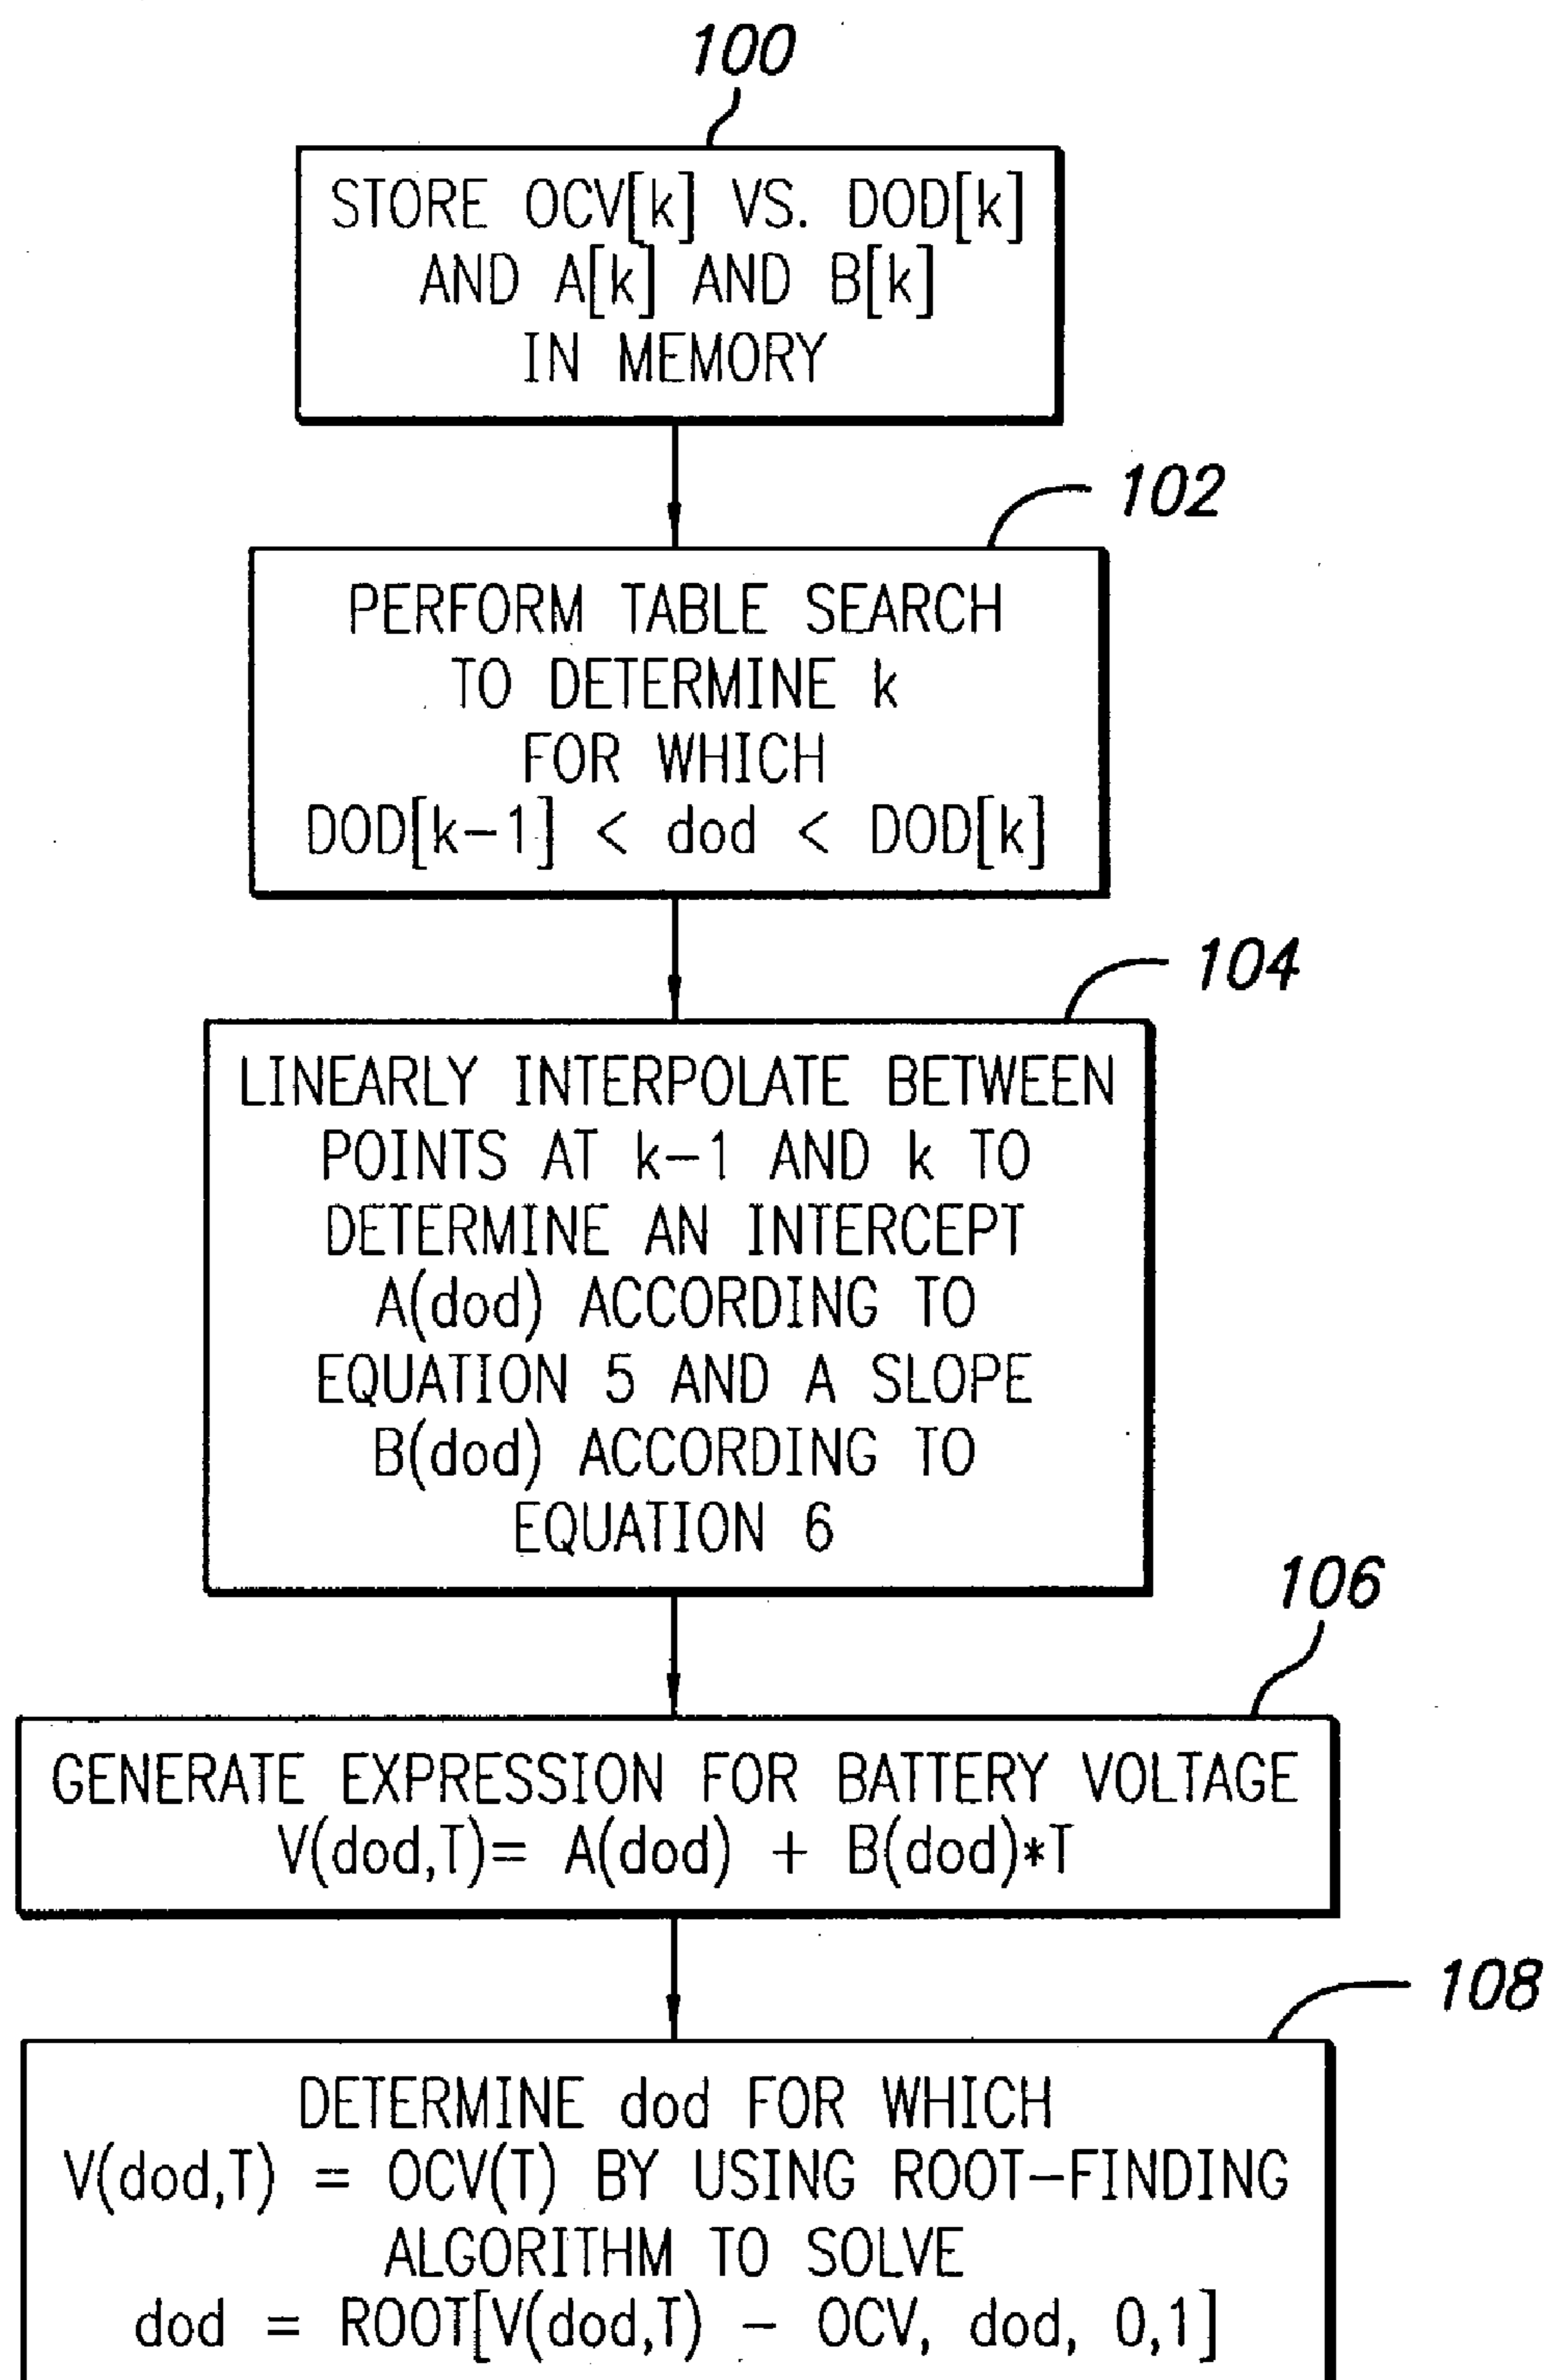 100
STORE OCV[k] VS. DOD[k]
AND A[k] AND B[k]
IN MEMORY
102
PERFORM TABLE SEARCH
TO DETERMINE k
FOR WHICH
DOD[k-1] < dod < DOD[k]
104
LINEARLY INTERPOLATE BETWEEN
POINTS AT k-1 AND k TO
DETERMINE AN INTERCEPT
A(dod) ACCORDING TO
EQUATION 5 AND A SLOPE
B(dod) ACCORDING TO
EQUATION 6
106
GENERATE EXPRESSION FOR BATTERY VOLTAGE
V(dod,T)= A(dod) + B(dod)*T
108
DETERMINE dod FOR WHICH
V(dod,T) = OCV(T) BY USING ROOT-FINDING
ALGORITHM TO SOLVE
dod = ROOT[V(dod,T) - OCV, dod, 0,1]